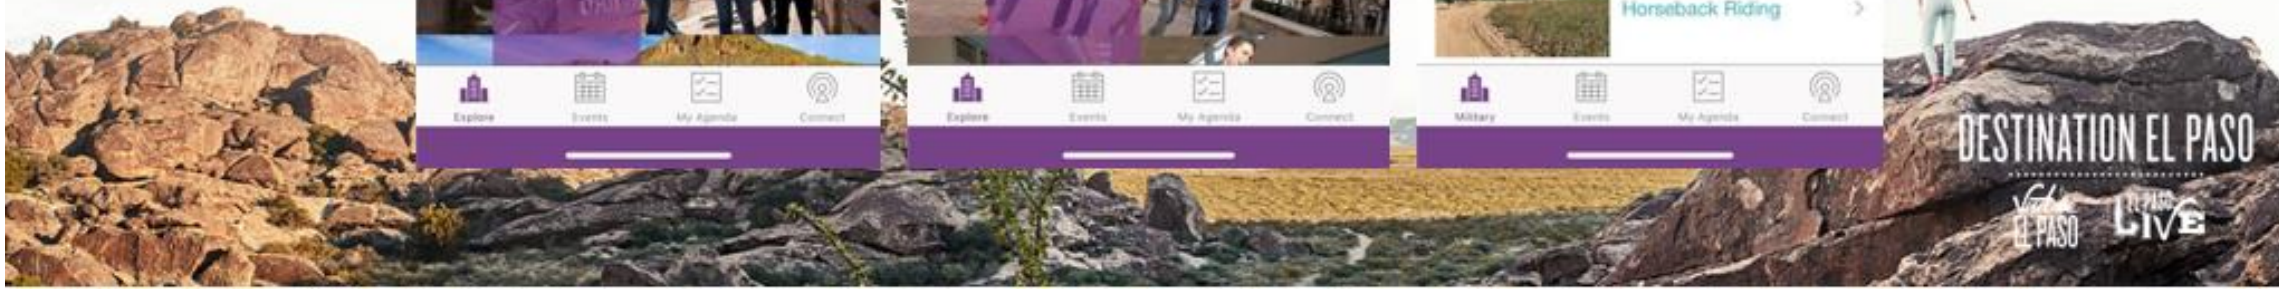 Horseback Riding
Explore Events My Agenda Connect
Explore Events My Agenda Connect
Military Events My Agenda Connect
DESTINATION EL PASO
Visit
EL PASO
EL PASO
LIVE